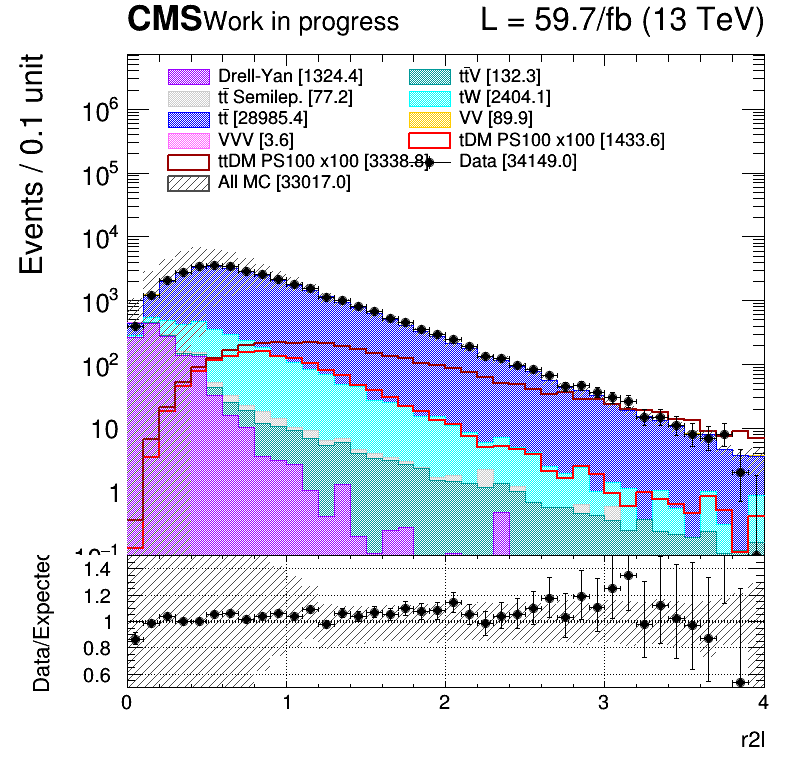 CMS Work in progress L = 59.7/fb (13 TeV)
Drell-Yan [1324.4] tt̄V [132.3]
tt̄ Semilep. [77.2] tW [2404.1]
tt̄ [28985.4] VV [89.9]
VVV [3.6] tDM PS100 x100 [1433.6]
ttDM PS100 x100 [3338.8] Data [34149.0]
All MC [33017.0]
Events / 0.1 unit
10⁶
10⁵
10⁴
10³
10²
10
1
10⁻¹
Data/Expected
1.4
1.2
1
0.8
0.6
0 1 2 3 4
r2l